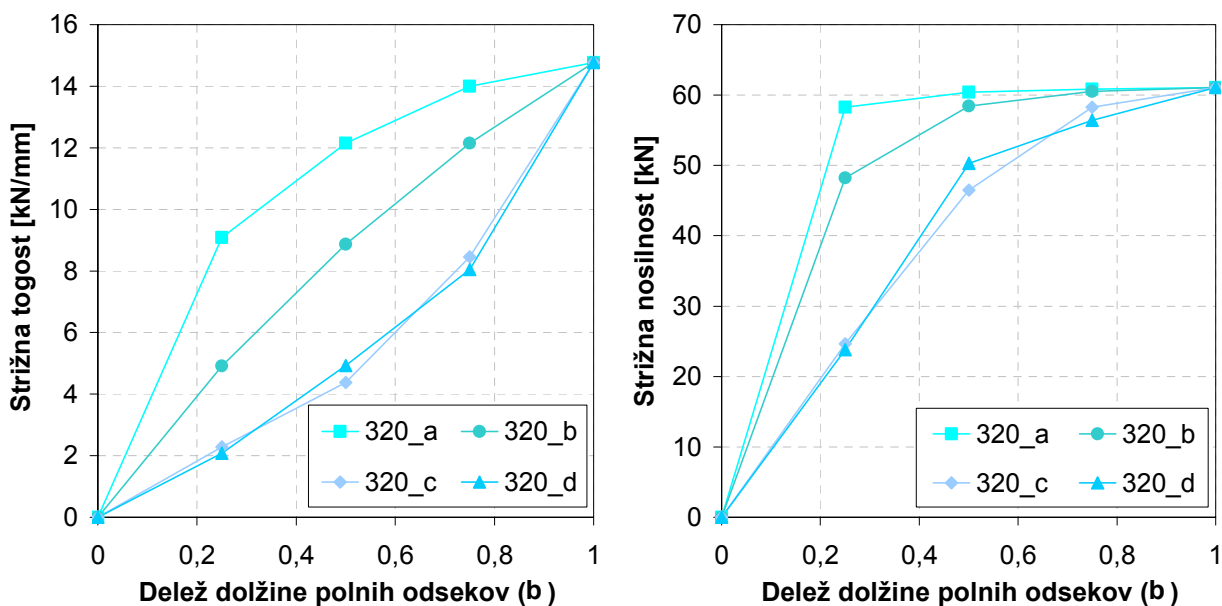 Strižna togost [kN/mm]
16
14
12
10
8
6
4
2
0
0 0,2 0,4 0,6 0,8 1
Delež dolžine polnih odsekov (b)
320_a 320_b
320_c 320_d
Strižna nosilnost [kN]
70
60
50
40
30
20
10
0
0 0,2 0,4 0,6 0,8 1
Delež dolžine polnih odsekov (b)
320_a 320_b
320_c 320_d